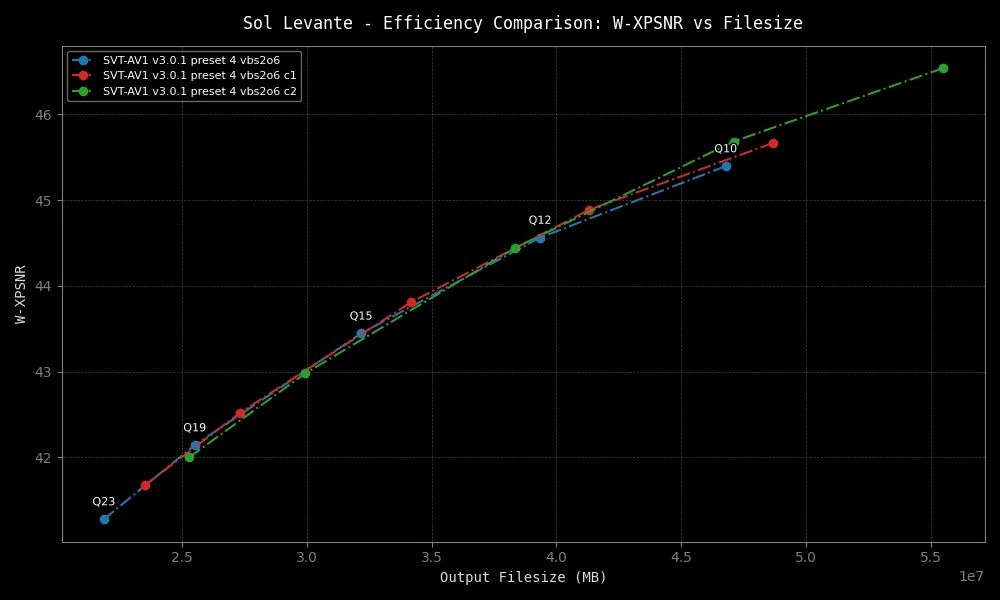 Sol Levante - Efficiency Comparison: W-XPSNR vs Filesize
SVT-AV1 v3.0.1 preset 4 vbs2o6
SVT-AV1 v3.0.1 preset 4 vbs2o6 c1
SVT-AV1 v3.0.1 preset 4 vbs2o6 c2
46
45
44
43
42
W-XPSNR
Q10
Q12
Q15
Q19
Q23
2.5 3.0 3.5 4.0 4.5 5.0 5.5
1e7
Output Filesize (MB)